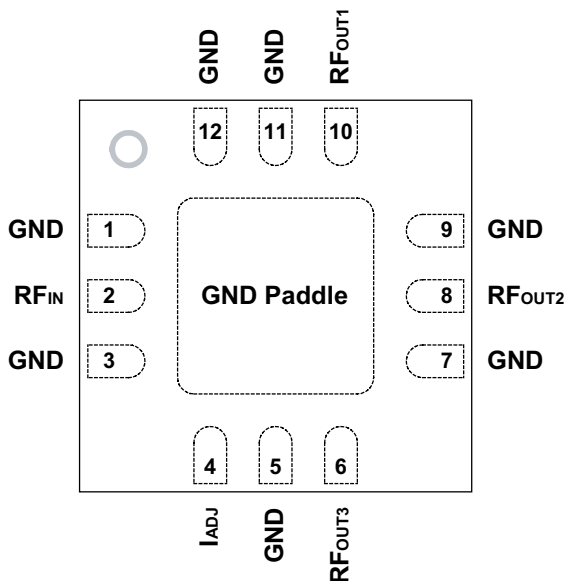 GND
GND
RFOUT1
12
11
10
GND
1
9
GND
RFIN
2
GND Paddle
8
RFOUT2
GND
3
7
GND
4
5
6
IADJ
GND
RFOUT3